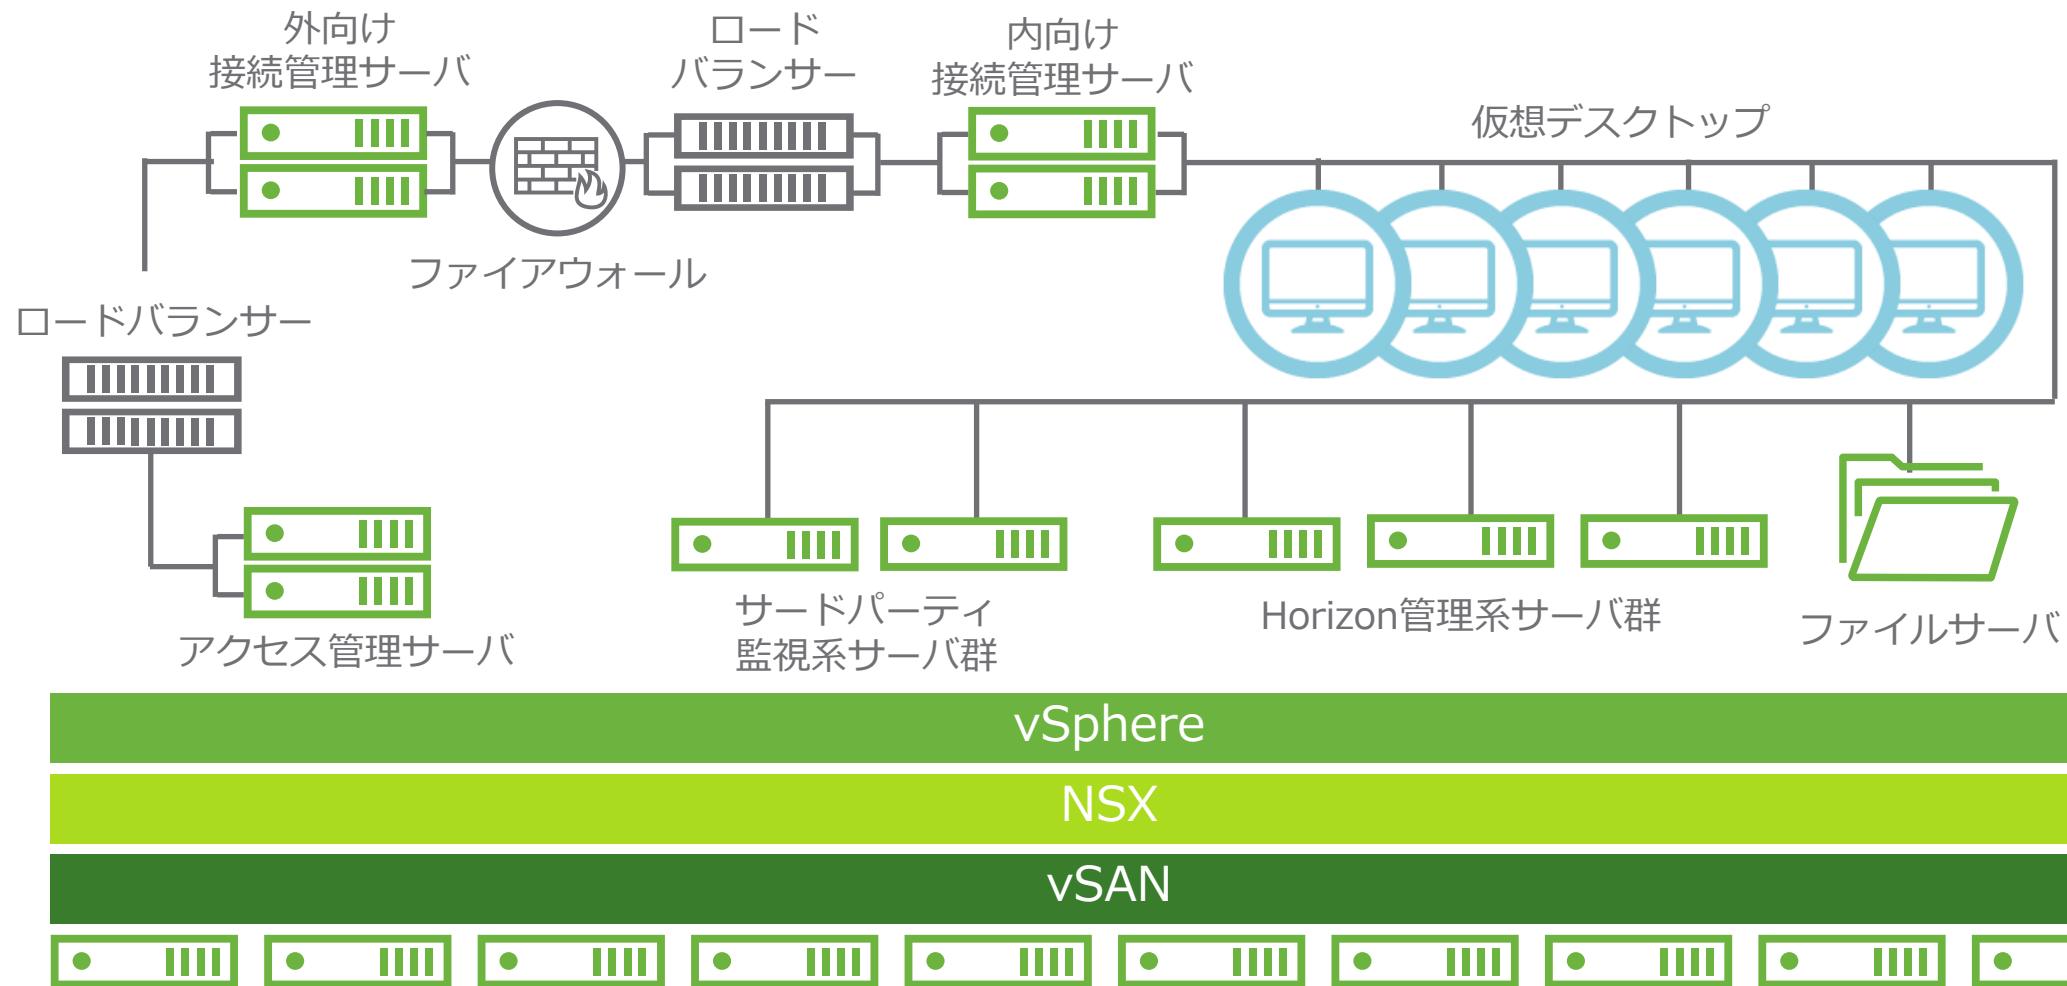 外向け
接続管理サーバ
ロード
バランサー
内向け
接続管理サーバ
仮想デスクトップ
ファイアウォール
ロードバランサー
アクセス管理サーバ
サードパーティ
監視系サーバ群
Horizon管理系サーバ群
ファイルサーバ
vSphere
NSX
vSAN